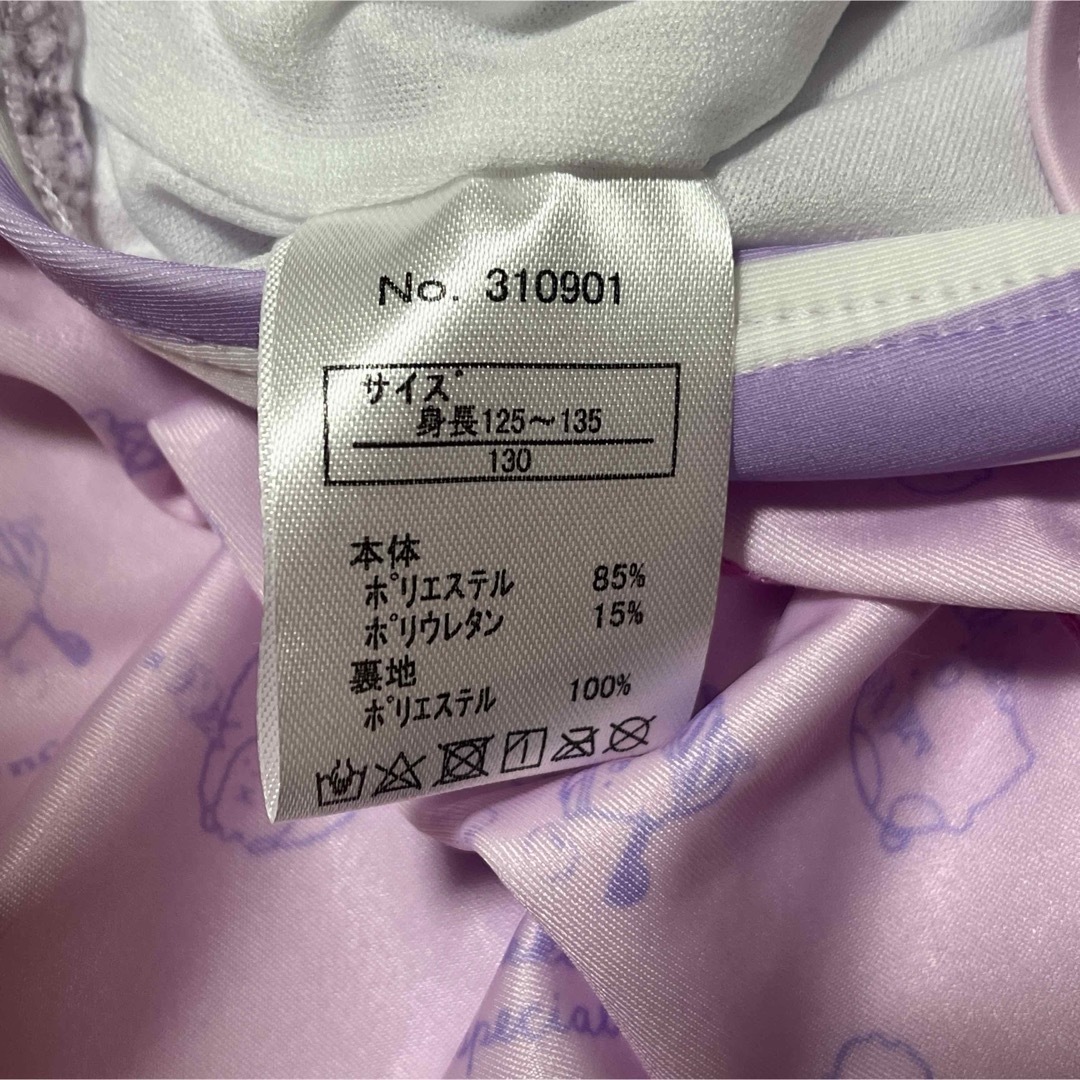 No. 310901
サイズ
身長125〜135
130
本体
ポリエステル 85%
ポリウレタン 15%
裏地
ポリエステル 100%